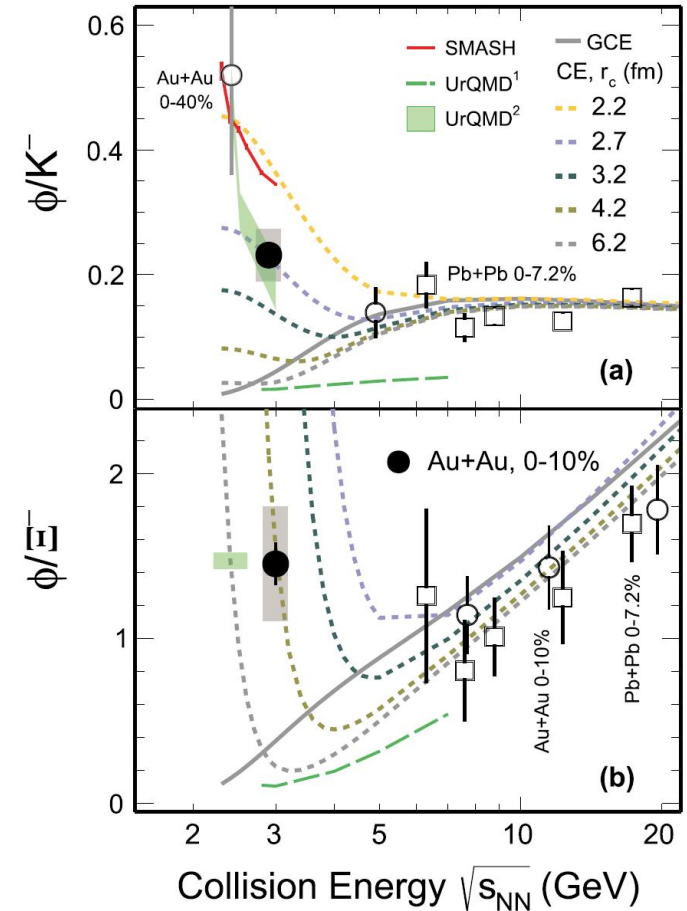 0.6
0.4
0.2
0
ϕ/K⁻
Au+Au
0-40%
SMASH
UrQMD¹
UrQMD²
GCE
CE, r_c (fm)
2.2
2.7
3.2
4.2
6.2
Pb+Pb 0-7.2%
(a)
2
1
0
ϕ/Ξ⁻
Au+Au, 0-10%
Au+Au 0-10%
Pb+Pb 0-7.2%
(b)
2 3 5 10 20
Collision Energy √s_NN (GeV)